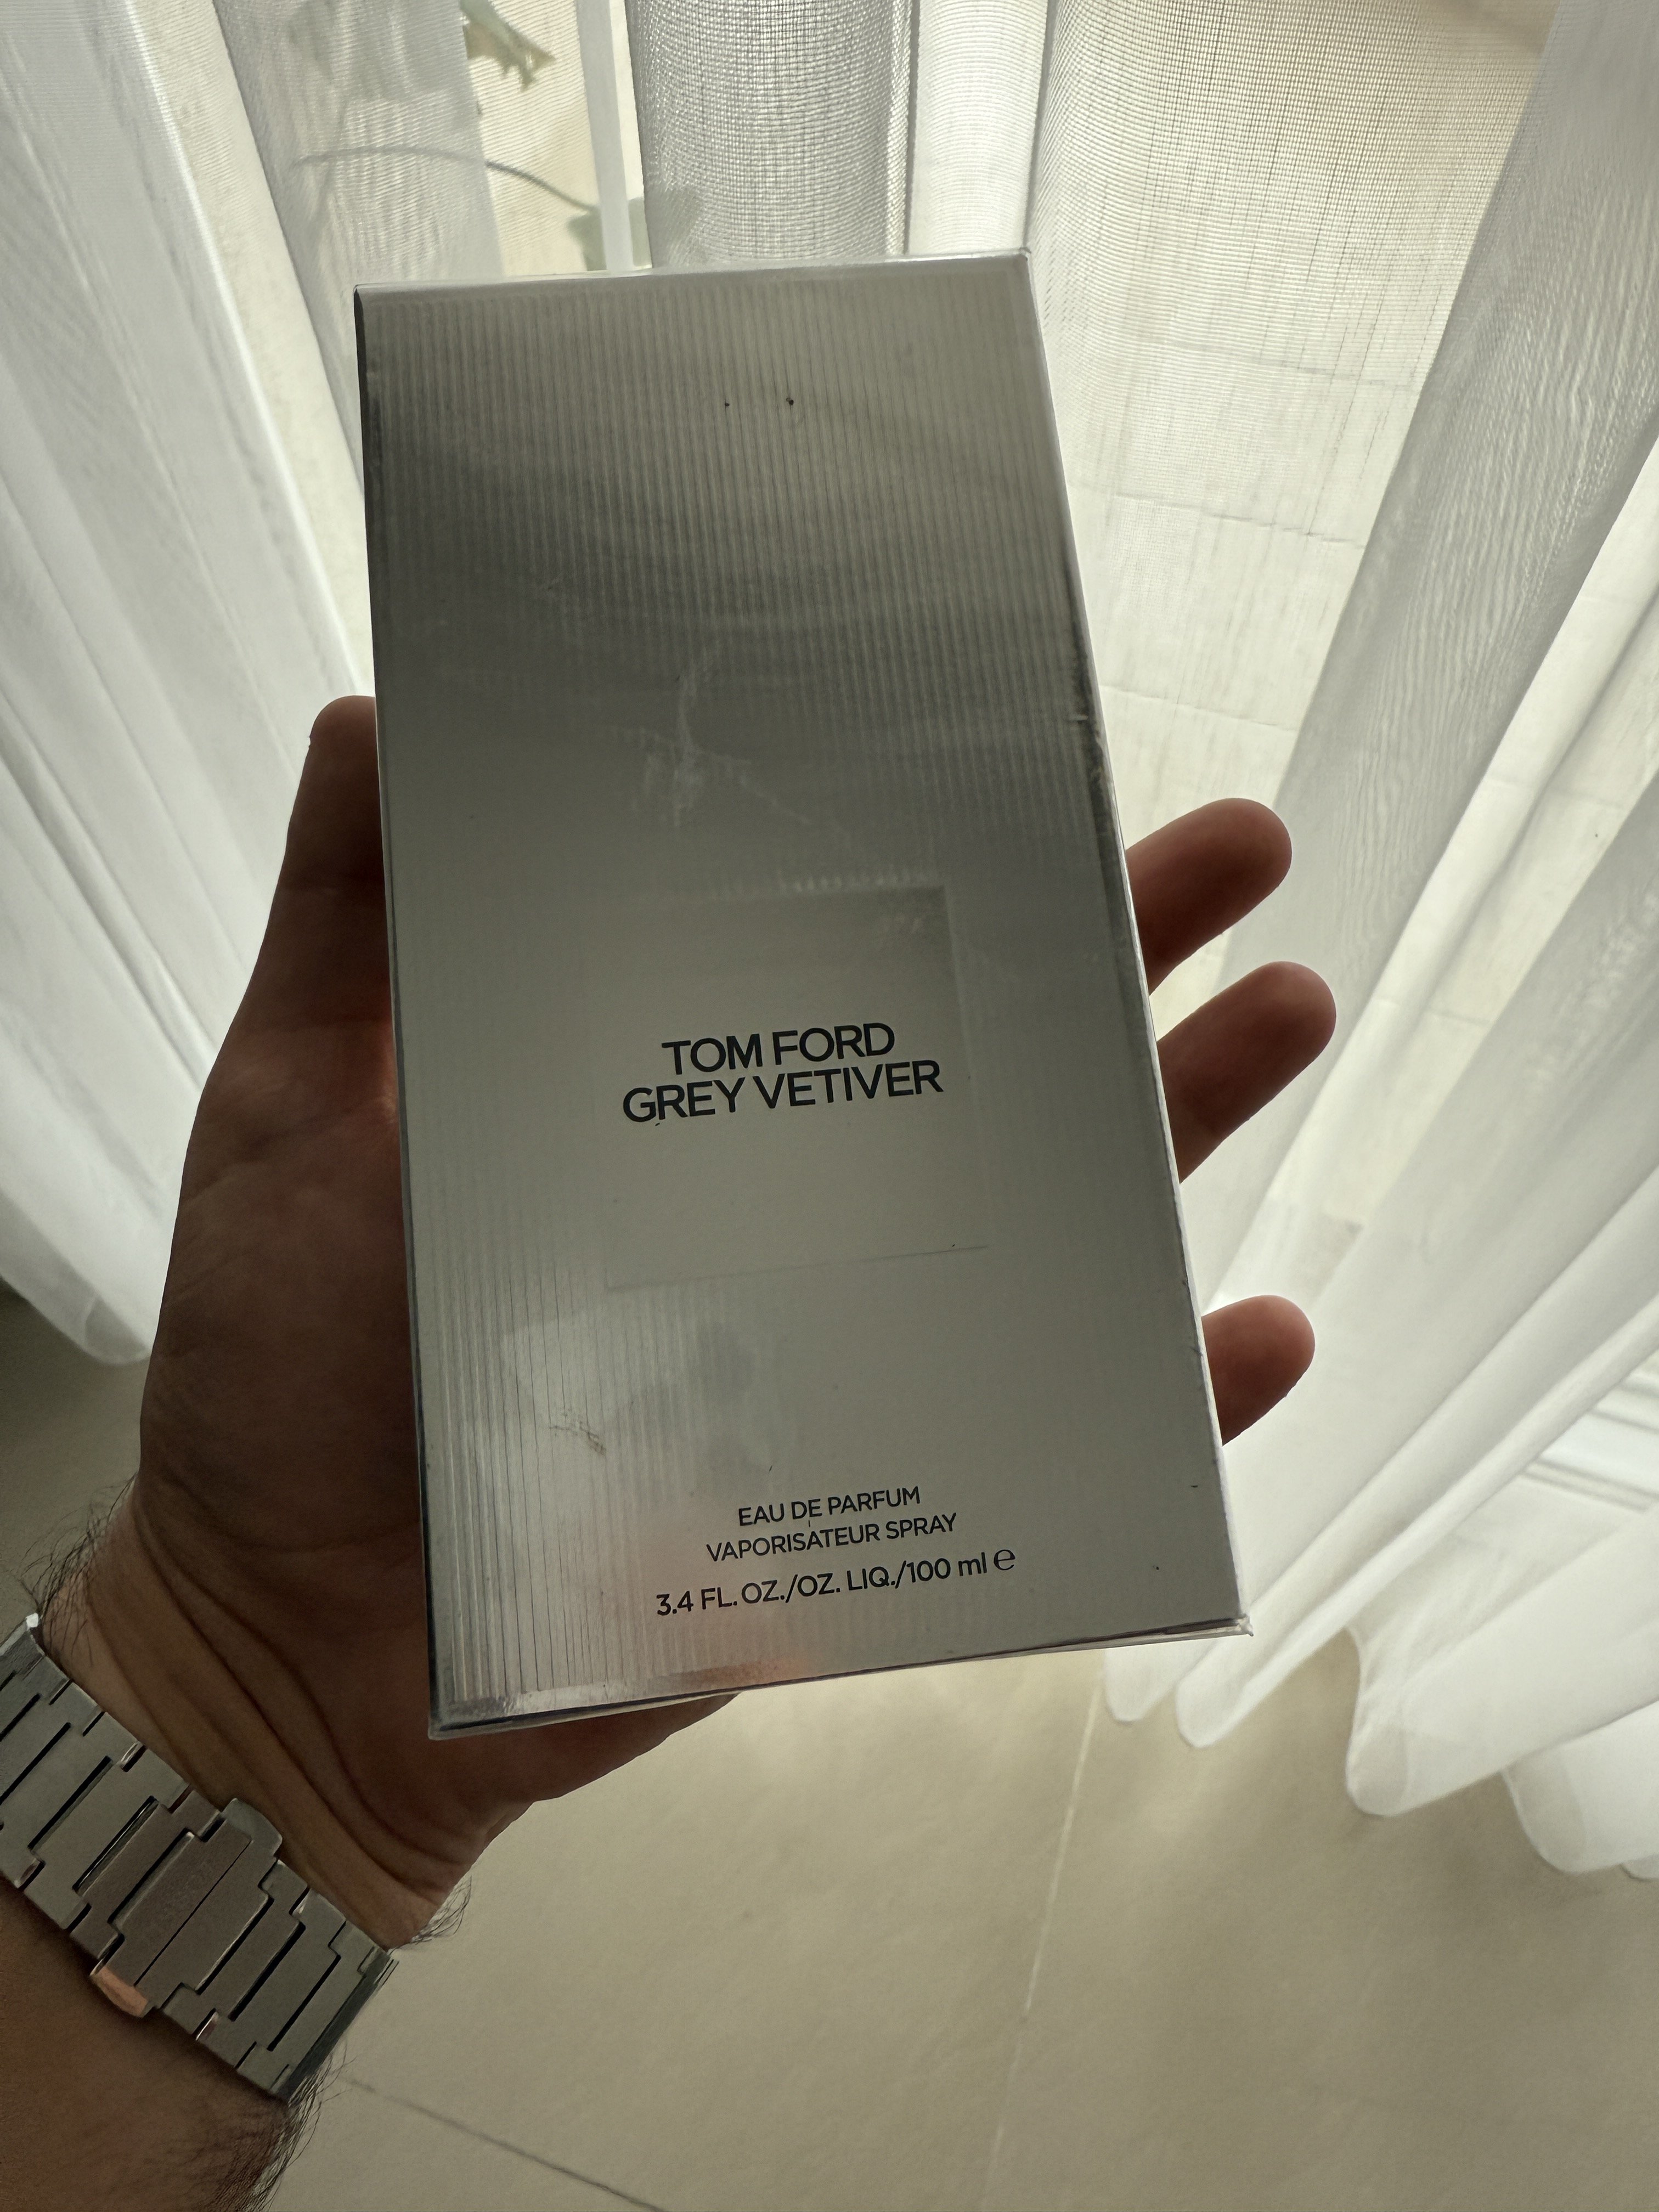 TOM FORD
GREY VETIVER
EAU DE PARFUM
VAPORISATEUR SPRAY
3.4 FL. OZ./OZ. LIQ./100 ml ℮